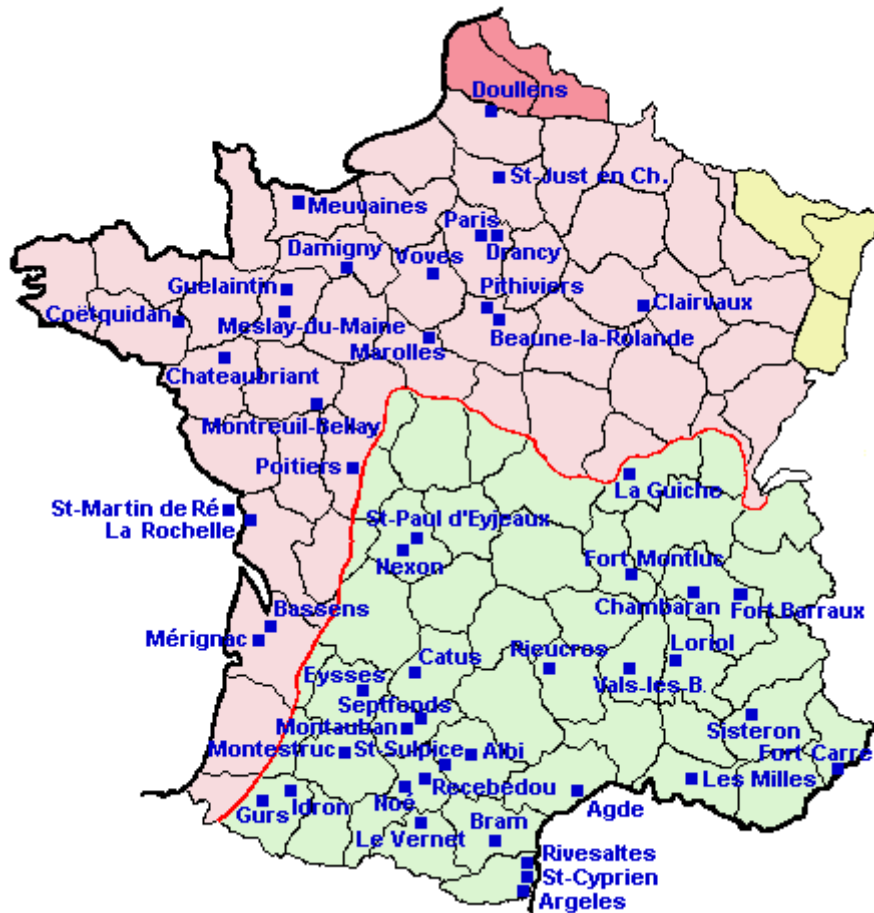 Doullens
St-Just en Ch.
Meuvaines
Paris
Drancy
Damigny
Voves
Guelaintin
Pithiviers
Clairvaux
Coëtquidan
Meslay-du-Maine
Beaune-la-Rolande
Marolles
Chateaubriant
Montreuil-Bellay
Poitiers
La Guiche
St-Martin de Ré
La Rochelle
St-Paul d'Eyjeaux
Nexon
Fort Montluc
Chambaran
Fort Barraux
Bassens
Mérignac
Catus
Rieucros
Loriol
Eysses
Vals-les-B.
Septfonds
Montauban
Sisteron
Montestruc
St-Sulpice
Albi
Fort Carre
Les Milles
Recebedou
Noé
Idron
Gurs
Agde
Le Vernet
Bram
Rivesaltes
St-Cyprien
Argeles